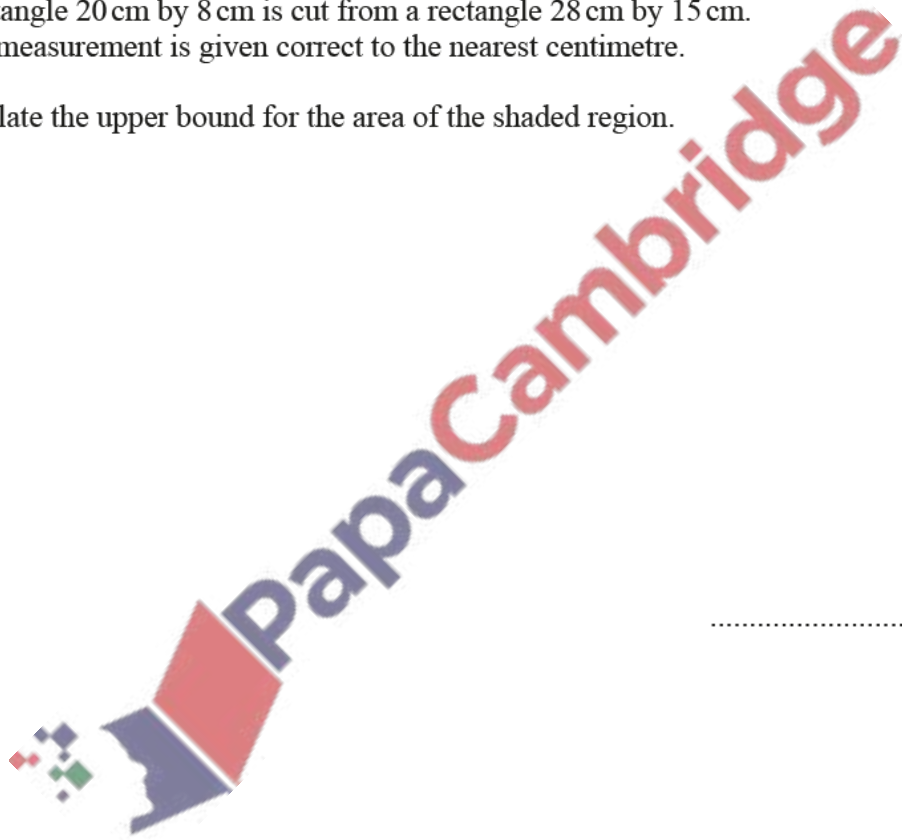 tangle 20 cm by 8 cm is cut from a rectangle 28 cm by 15 cm.
measurement is given correct to the nearest centimetre.
late the upper bound for the area of the shaded region.
PapaCambridge